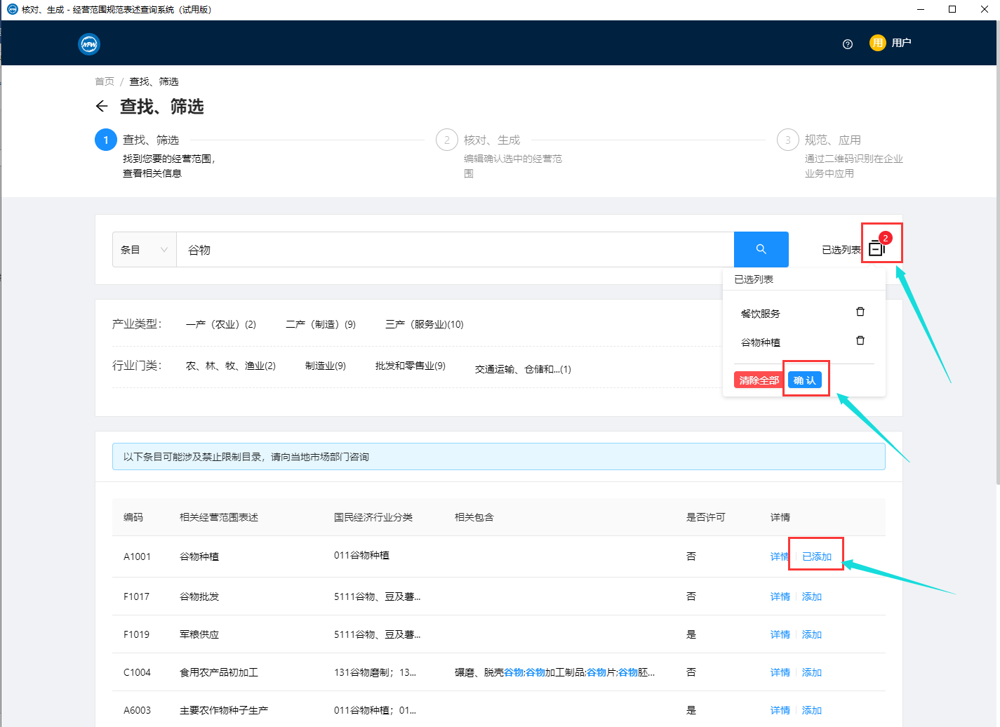 核对、生成 - 经营范围规范表述查询系统（试用版）
JYFW
用 用户
首页 / 查找、筛选
查找、筛选
1 查找、筛选
找到您要的经营范围，
查看相关信息
2 核对、生成
编辑确认选中的经营范
围
3 规范、应用
通过二维码识别在企业
业务中应用
条目 谷物 已选列表 2
已选列表
餐饮服务
谷物种植
清除全部 确 认
产业类型： 一产（农业）(2) 二产（制造）(9) 三产（服务业)(10)
行业门类： 农、林、牧、渔业(2) 制造业(9) 批发和零售业(9) 交通运输、仓储和...(1)
以下条目可能涉及禁止限制目录，请向当地市场部门咨询
编码 相关经营范围表述 国民经济行业分类 相关包含 是否许可 详情
A1001 谷物种植 011谷物种植 否 详情 已添加
F1017 谷物批发 5111谷物、豆及薯... 否 详情 添加
F1019 军粮供应 5111谷物、豆及薯... 是 详情 添加
C1004 食用农产品初加工 131谷物磨制；13... 碾磨、脱壳谷物;谷物加工制品;谷物片;谷物胚... 否 详情 添加
A6003 主要农作物种子生产 011谷物种植；01... 是 详情 添加